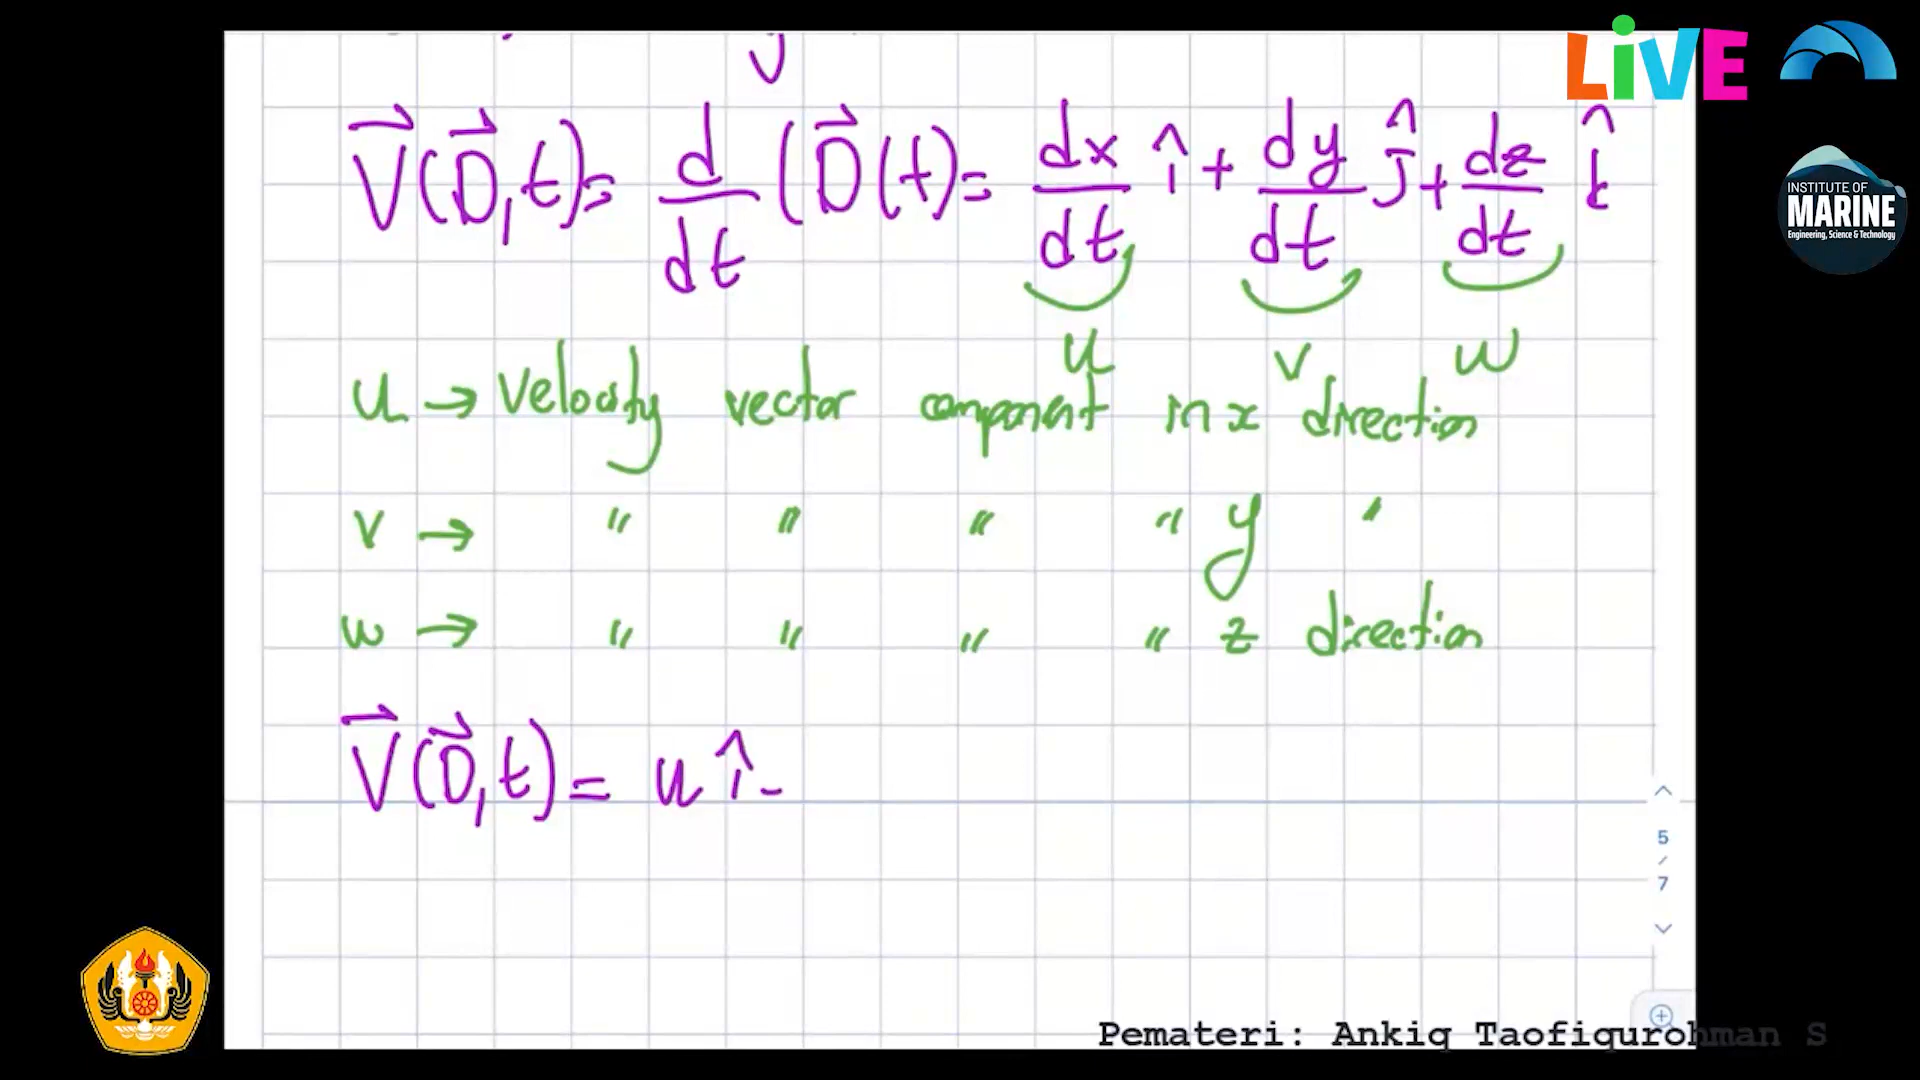 LiVE
INSTITUTE OF
MARINE
Engineering, Science & Technology
V⃗(D⃗,t)= d/dt (D⃗(t)= dx/dt î + dy/dt ĵ + dz/dt k̂
u v w
u → Velocity vector component in x direction
v → " " " " y "
w → " " " " z direction
V⃗(D⃗,t) = u î -
5
/
7
Pemateri: Ankiq Taofiqurohman S